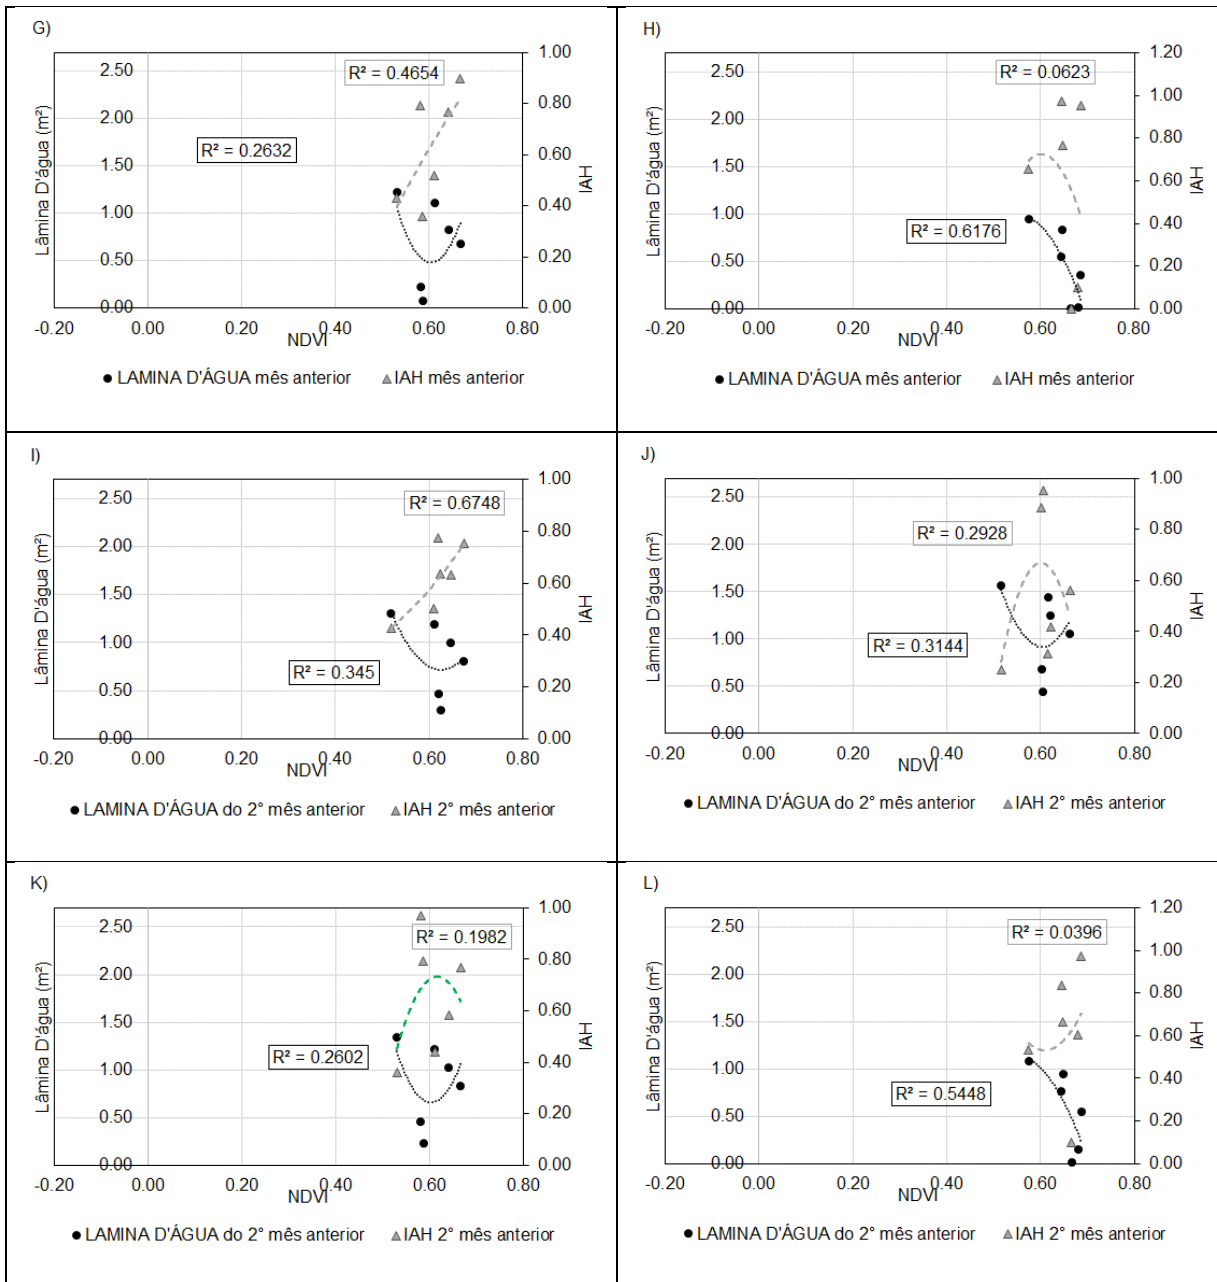 G)
R² = 0.4654
R² = 0.2632
Lâmina D'água (m²)
2.50
2.00
1.50
1.00
0.50
0.00
1.00
0.80
0.60
0.40
0.20
0.00
IAH
-0.20 0.00 0.20 0.40 0.60 0.80
NDVI
LAMINA D'ÁGUA mês anterior IAH mês anterior
H)
R² = 0.0623
R² = 0.6176
Lâmina D'água (m²)
2.50
2.00
1.50
1.00
0.50
0.00
1.20
1.00
0.80
0.60
0.40
0.20
0.00
IAH
-0.20 0.00 0.20 0.40 0.60 0.80
NDVI
LAMINA D'ÁGUA mês anterior IAH mês anterior
I)
R² = 0.6748
R² = 0.345
Lâmina D'água (m²)
2.50
2.00
1.50
1.00
0.50
0.00
1.00
0.80
0.60
0.40
0.20
0.00
IAH
-0.20 0.00 0.20 0.40 0.60 0.80
NDVI
LAMINA D'ÁGUA do 2° mês anterior IAH 2° mês anterior
J)
R² = 0.2928
R² = 0.3144
Lâmina D'água (m²)
2.50
2.00
1.50
1.00
0.50
0.00
1.00
0.80
0.60
0.40
0.20
0.00
IAH
-0.20 0.00 0.20 0.40 0.60 0.80
NDVI
LAMINA D'ÁGUA do 2° mês anterior IAH 2° mês anterior
K)
R² = 0.1982
R² = 0.2602
Lâmina D'água (m²)
2.50
2.00
1.50
1.00
0.50
0.00
1.00
0.80
0.60
0.40
0.20
0.00
IAH
-0.20 0.00 0.20 0.40 0.60 0.80
NDVI
LAMINA D'ÁGUA do 2° mês anterior IAH 2° mês anterior
L)
R² = 0.0396
R² = 0.5448
Lâmina D'água (m²)
2.50
2.00
1.50
1.00
0.50
0.00
1.20
1.00
0.80
0.60
0.40
0.20
0.00
IAH
-0.20 0.00 0.20 0.40 0.60 0.80
NDVI
LAMINA D'ÁGUA do 2° mês anterior IAH 2° mês anterior